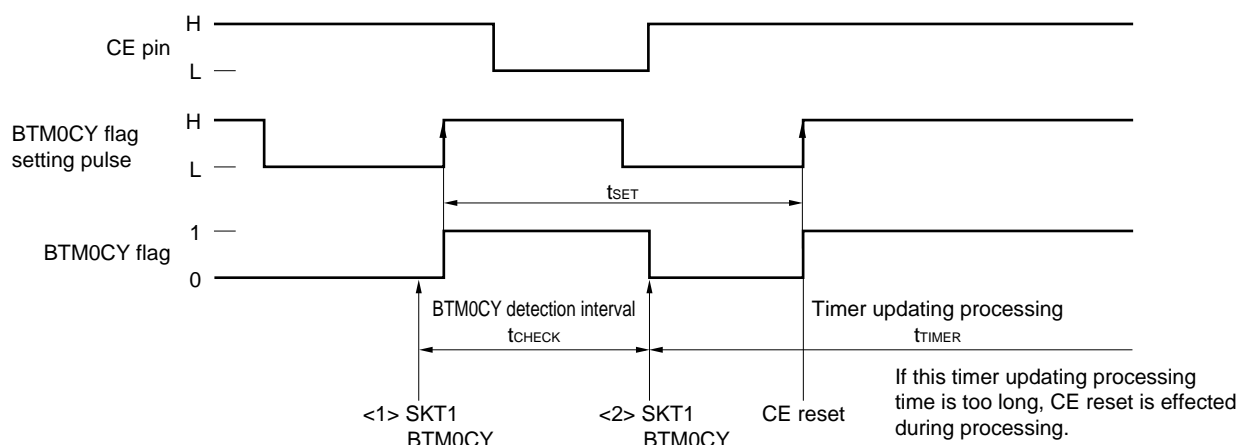 H
CE pin
L
BTM0CY flag
setting pulse
H
L
tSET
BTM0CY flag
1
0
BTM0CY detection interval
tCHECK
Timer updating processing
tTIMER
<1> SKT1
BTM0CY
<2> SKT1
BTM0CY
CE reset
If this timer updating processing
time is too long, CE reset is effected
during processing.